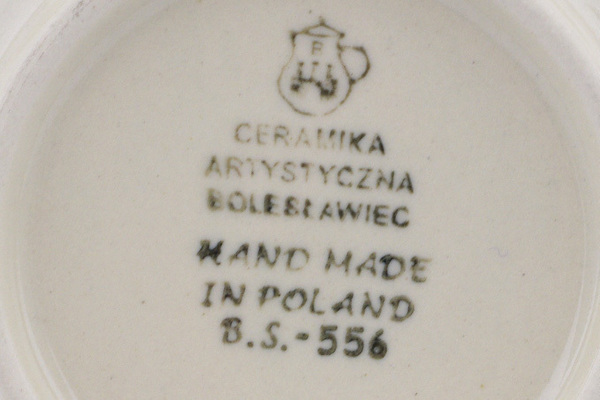 CERAMIKA
ARTYSTYCZNA
BOLESŁAWIEC
HAND MADE
IN POLAND
B.S.-556